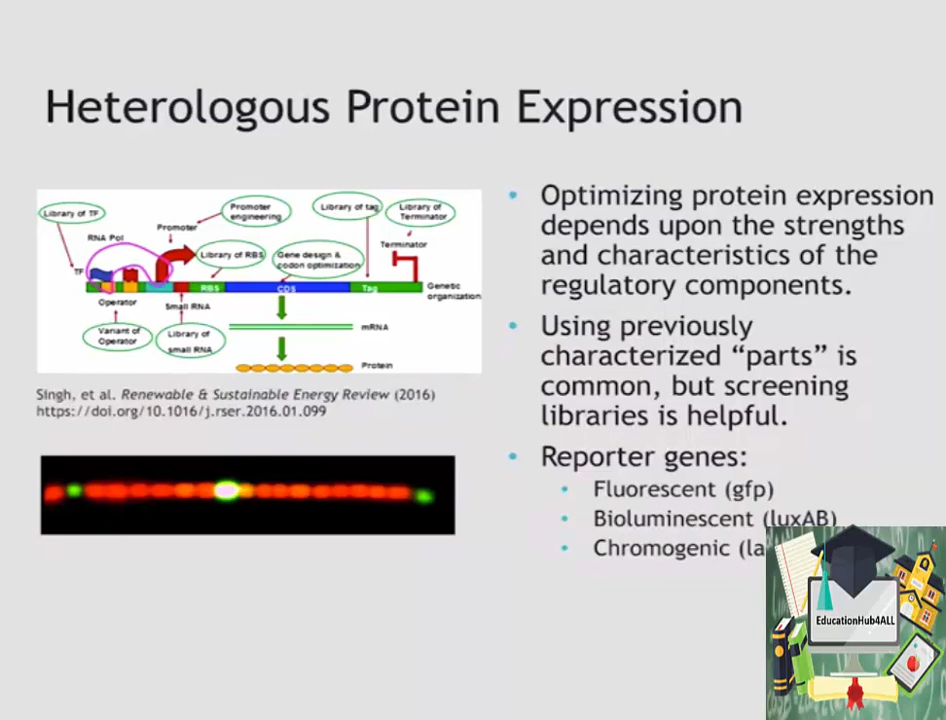 Heterologous Protein Expression
Library of TF
Promoter
engineering
Library of tag
Library of
Terminator
Promoter
RNA Pol
Library of RBS
Gene design &
codon optimization
Terminator
TF
RBS
CDS
Tag
Genetic
organization
Operator
Small RNA
Variant of
Operator
Library of
small RNA
mRNA
Protein
Singh, et al. Renewable & Sustainable Energy Review (2016)
https://doi.org/10.1016/j.rser.2016.01.099
• Optimizing protein expression
depends upon the strengths
and characteristics of the
regulatory components.
• Using previously
characterized “parts” is
common, but screening
libraries is helpful.
• Reporter genes:
• Fluorescent (gfp)
• Bioluminescent (luxAB)
• Chromogenic (la
EducationHub4ALL